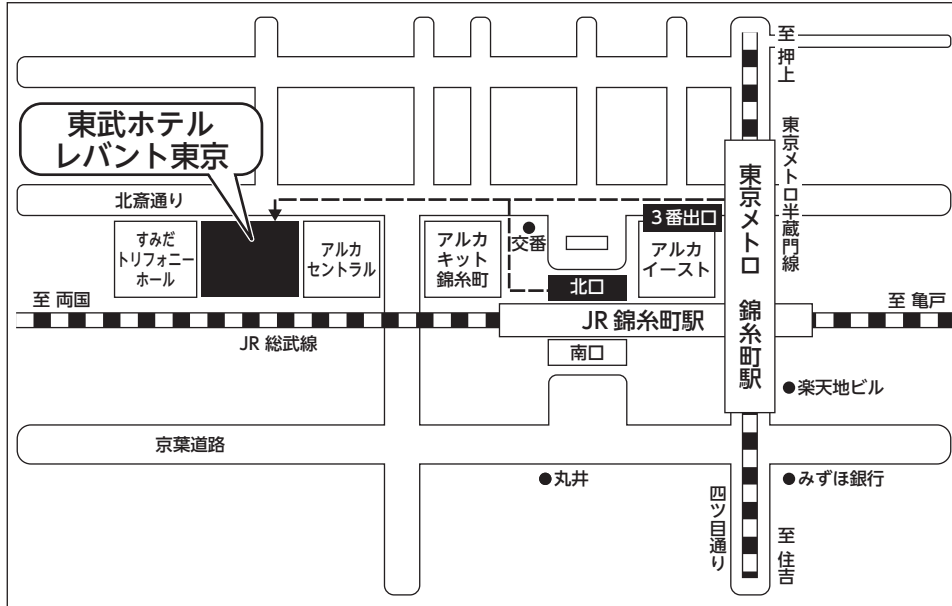 至 押上
東武ホテル
レバント東京
東京メトロ半蔵門線
北斎通り
3番出口
東京メトロ 錦糸町駅
すみだ
トリフォニー
ホール
アルカ
セントラル
アルカ
キット
錦糸町
交番
アルカ
イースト
北口
至 両国
至 亀戸
JR 錦糸町駅
JR 総武線
南口
楽天地ビル
京葉道路
丸井
みずほ銀行
四ツ目通り
至 住吉